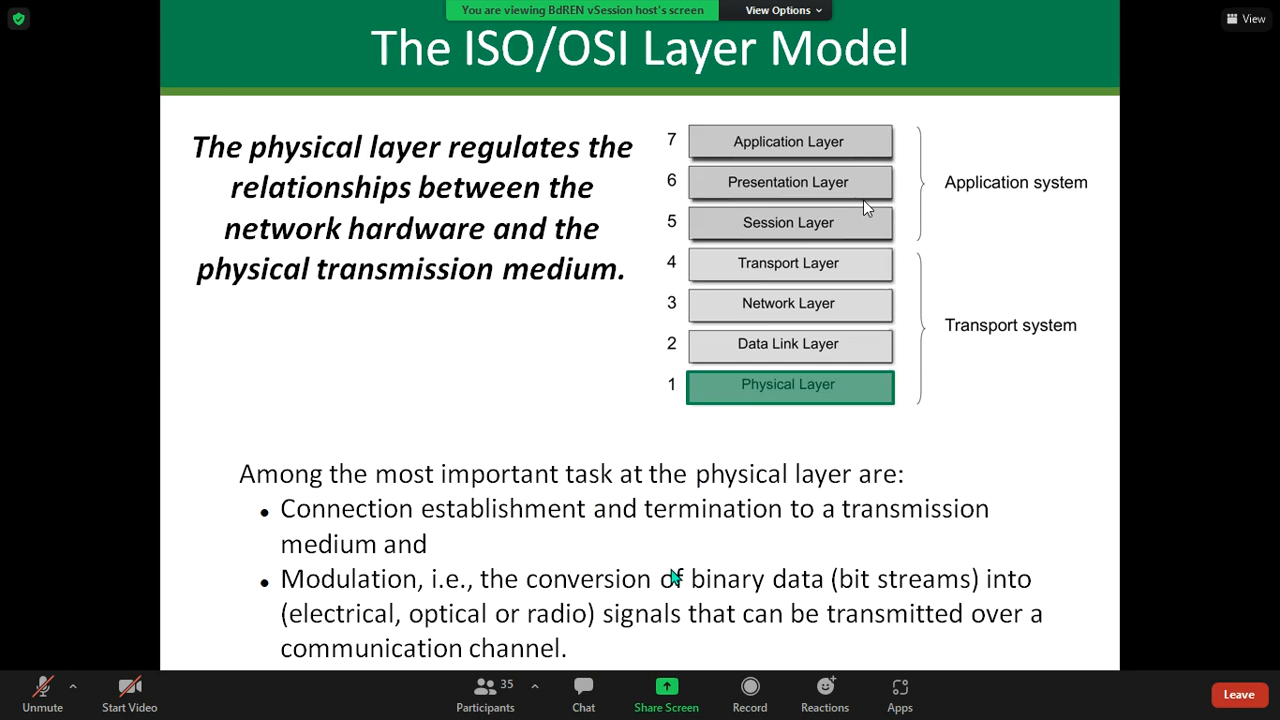 You are viewing BdREN vSession host's screen
View Options
View
The ISO/OSI Layer Model
The physical layer regulates the
relationships between the
network hardware and the
physical transmission medium.
7 Application Layer
6 Presentation Layer
5 Session Layer
Application system
4 Transport Layer
3 Network Layer
2 Data Link Layer
1 Physical Layer
Transport system
Among the most important task at the physical layer are:
• Connection establishment and termination to a transmission
medium and
• Modulation, i.e., the conversion of binary data (bit streams) into
(electrical, optical or radio) signals that can be transmitted over a
communication channel.
Unmute
Start Video
35
Participants
Chat
Share Screen
Record
Reactions
Apps
Leave